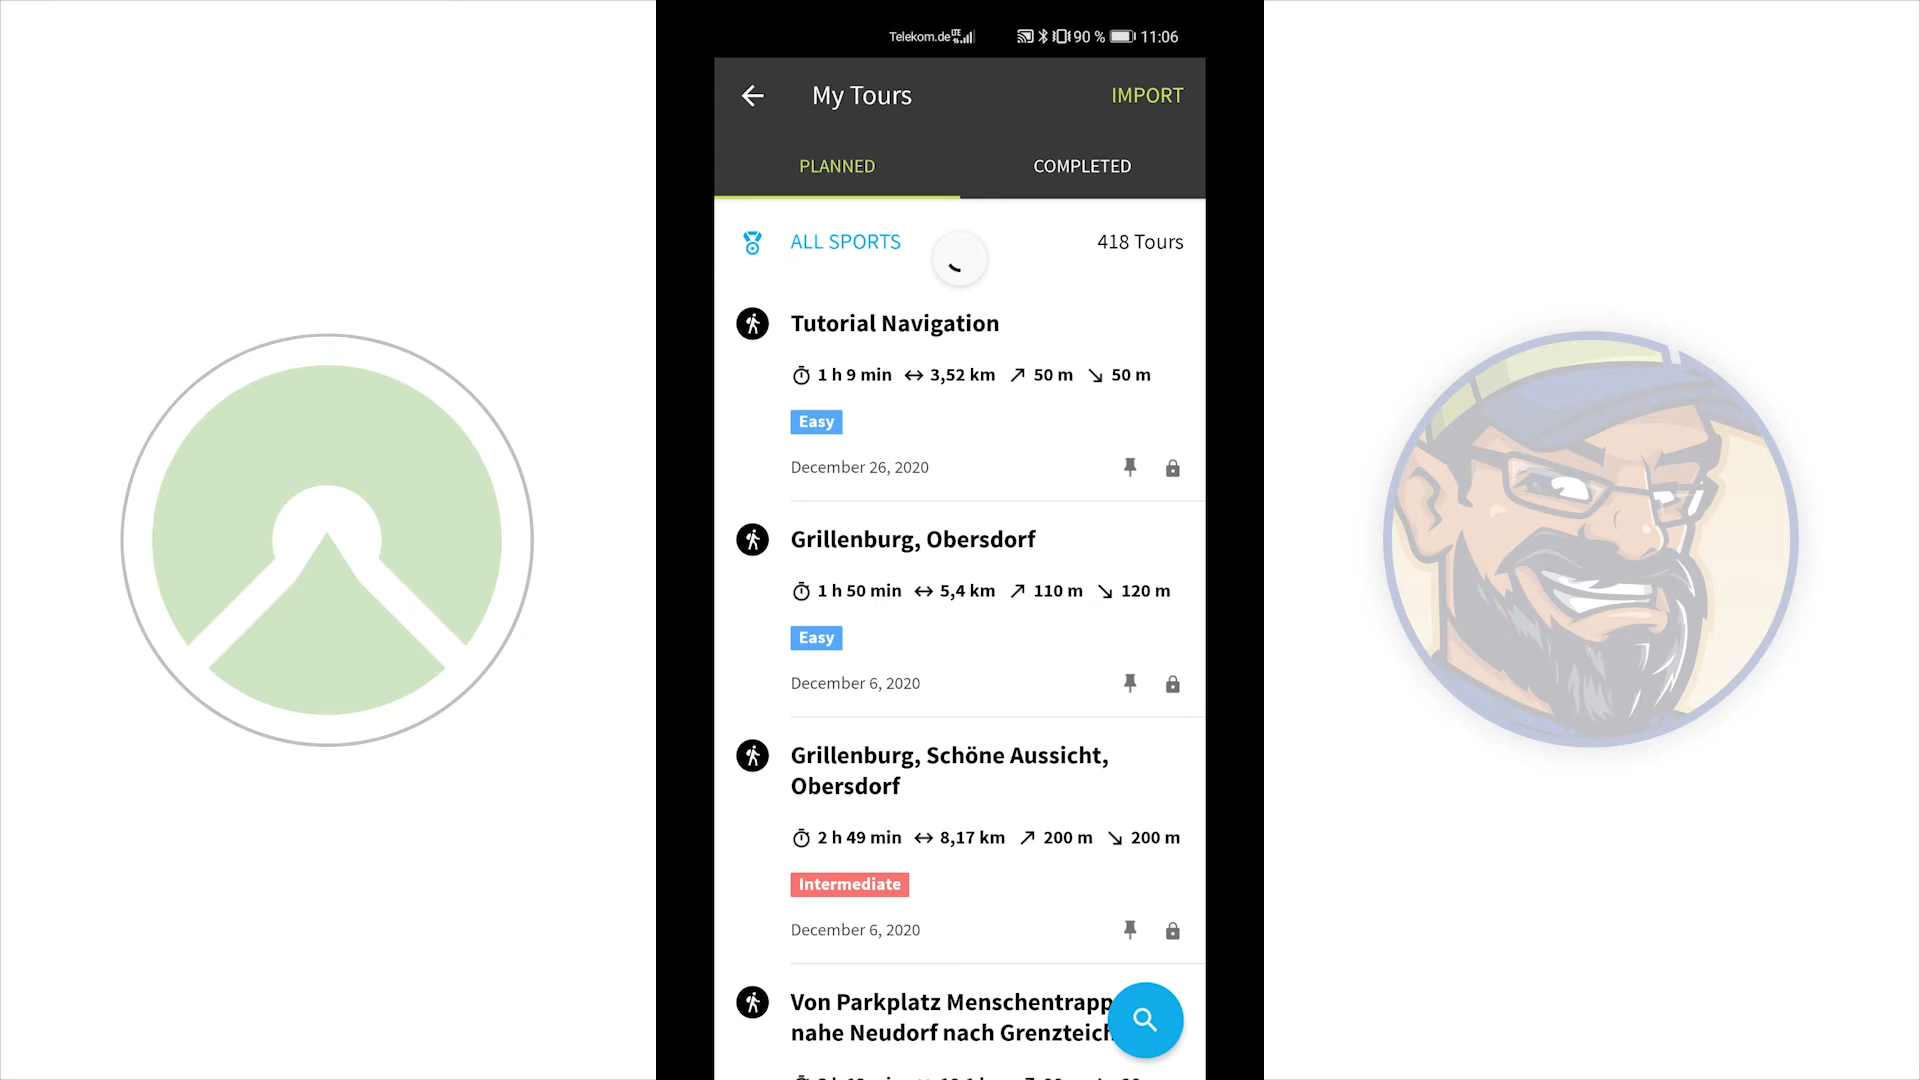 Telekom.de LTE 90 % 11:06
My Tours IMPORT
PLANNED COMPLETED
ALL SPORTS 418 Tours
Tutorial Navigation
1 h 9 min 3,52 km 50 m 50 m
Easy
December 26, 2020
Grillenburg, Obersdorf
1 h 50 min 5,4 km 110 m 120 m
Easy
December 6, 2020
Grillenburg, Schöne Aussicht,
Obersdorf
2 h 49 min 8,17 km 200 m 200 m
Intermediate
December 6, 2020
Von Parkplatz Menschentrapp
nahe Neudorf nach Grenzteich